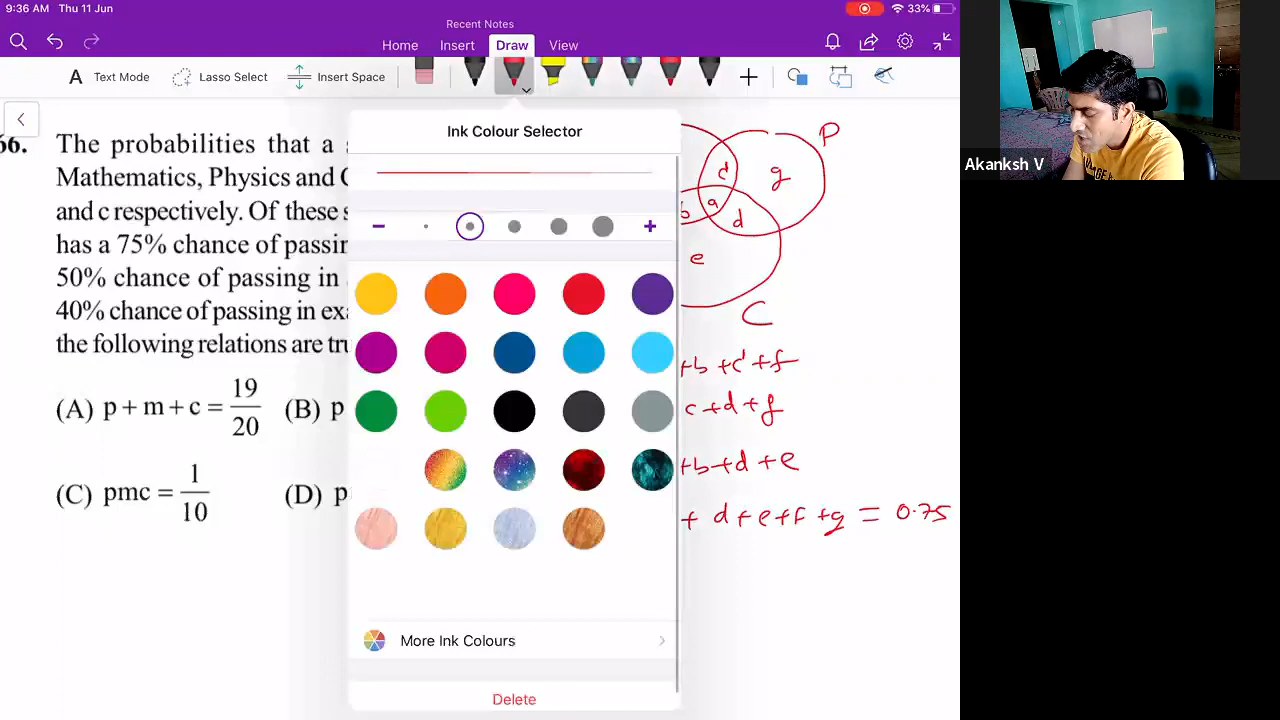 9:36 AM Thu 11 Jun
33%
Recent Notes
Home Insert Draw View
A Text Mode Lasso Select Insert Space
Ink Colour Selector
66. The probabilities that a
Mathematics, Physics and C
and c respectively. Of these s
has a 75% chance of passin
50% chance of passing in
40% chance of passing in exa
the following relations are tru
(A) p + m + c = 19/20 (B) p
(C) pmc = 1/10 (D) p
More Ink Colours
Delete
P
c' g
b a d
e
C
+b +c' +f
c +d +g
+b+d+e
+ d+e+f+g = 0.75
Akanksh V